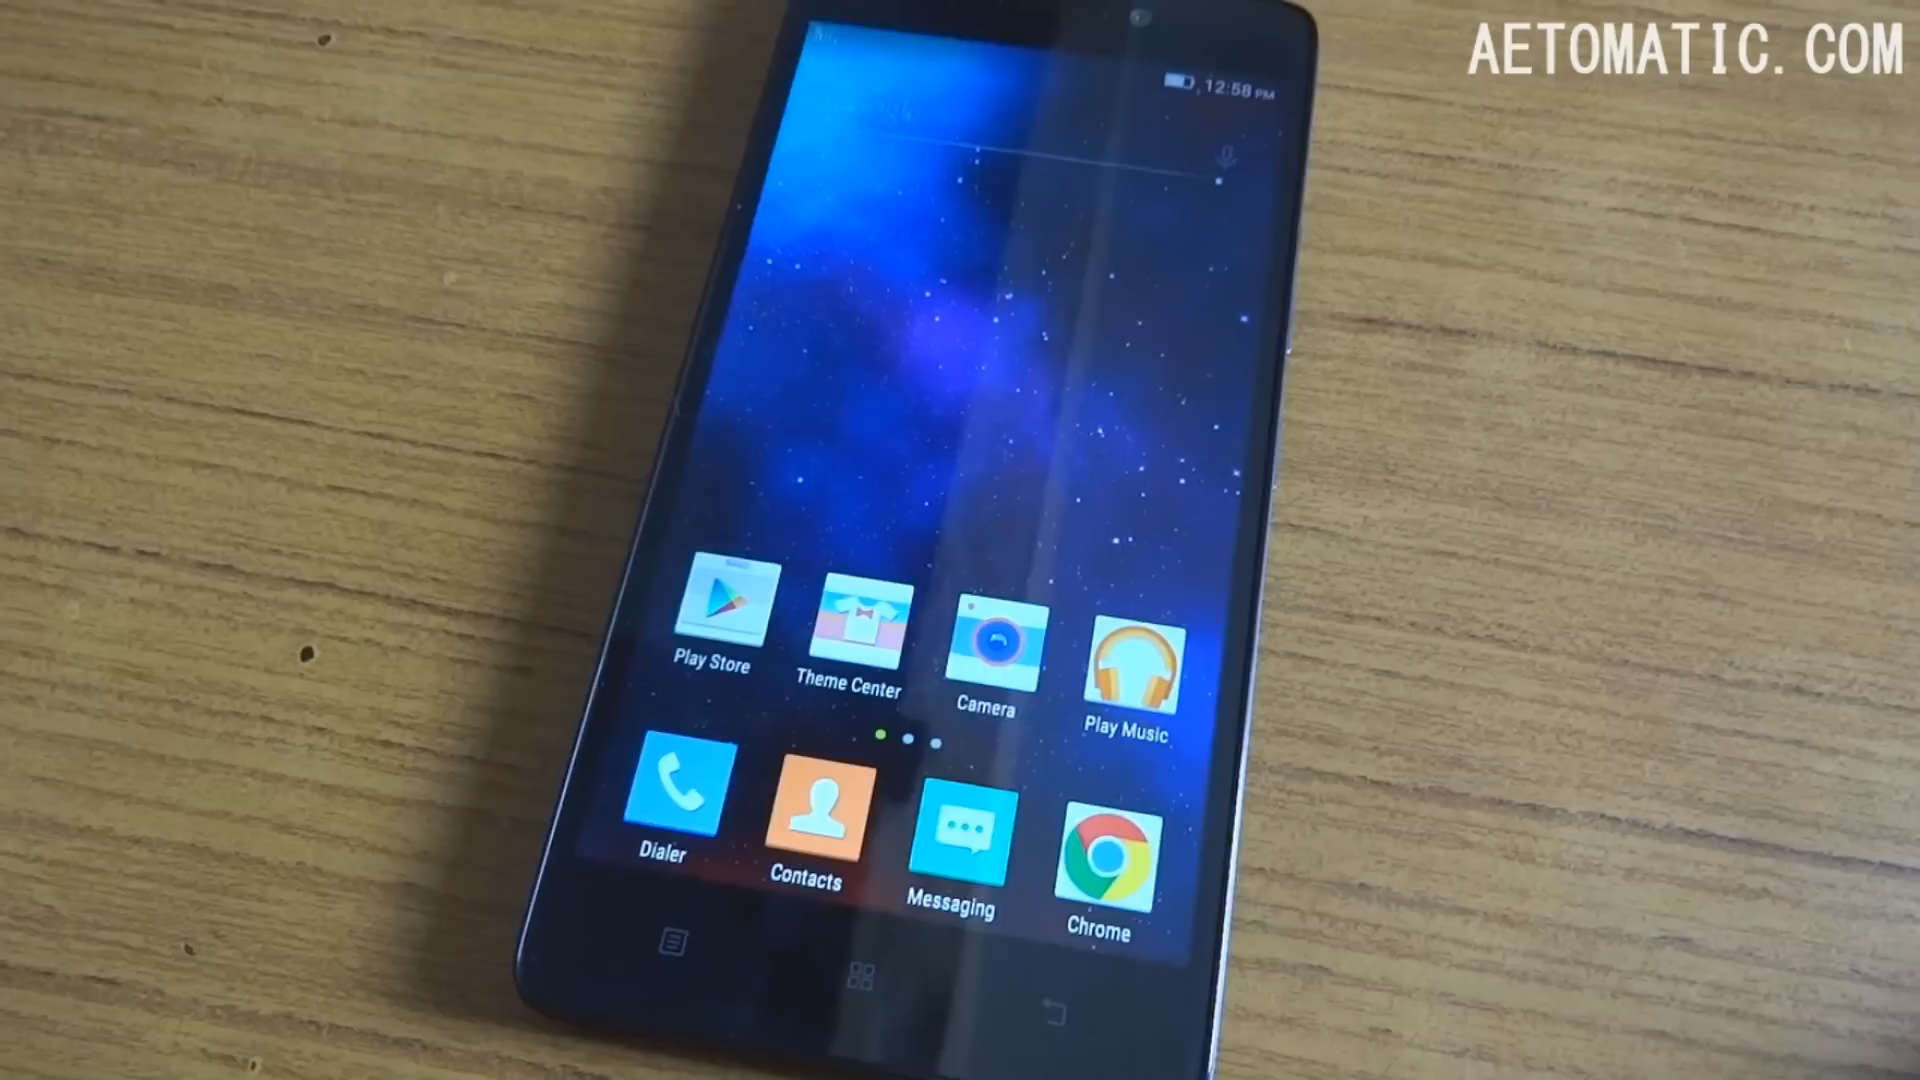 AETOMATIC.COM
12:58 PM
Play Store
Theme Center
Camera
Play Music
Dialer
Contacts
Messaging
Chrome